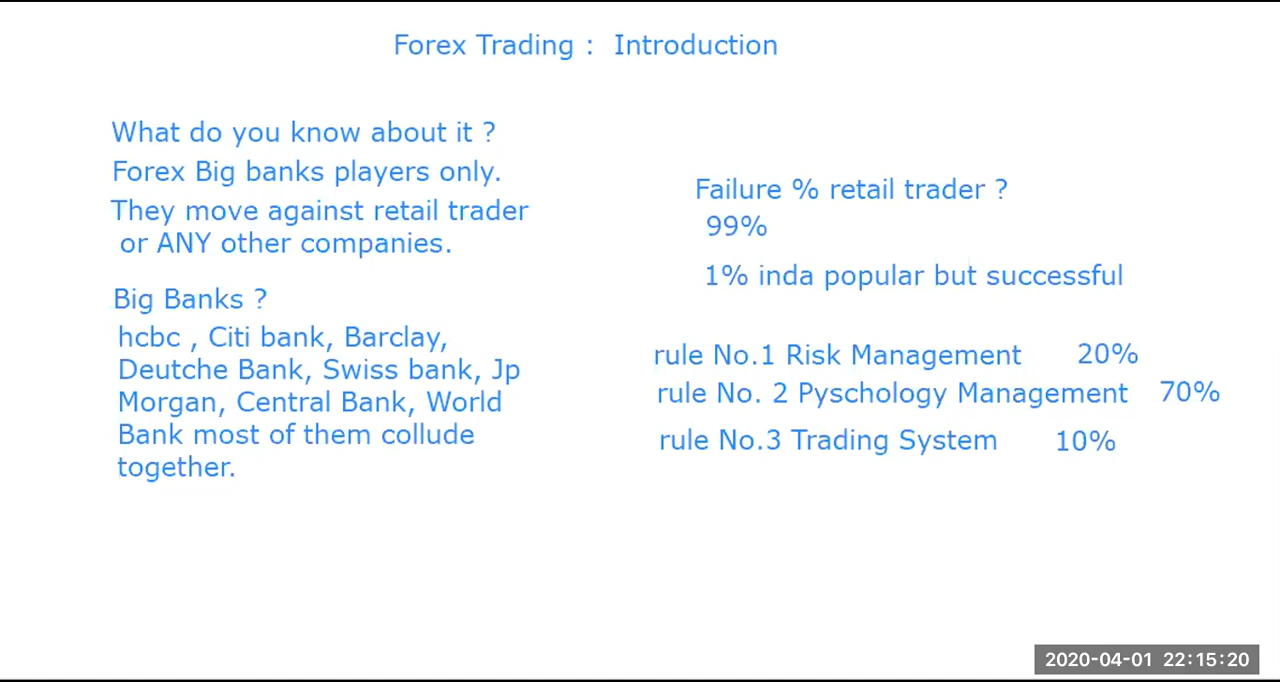 Forex Trading :  Introduction
What do you know about it ?
Forex Big banks players only.
They move against retail trader
or ANY other companies.
Big Banks ?
hcbc , Citi bank, Barclay,
Deutche Bank, Swiss bank, Jp
Morgan, Central Bank, World
Bank most of them collude
together.
Failure % retail trader ?
99%
1% inda popular but successful
rule No.1 Risk Management 20%
rule No. 2 Pyschology Management 70%
rule No.3 Trading System 10%
2020-04-01 22:15:20